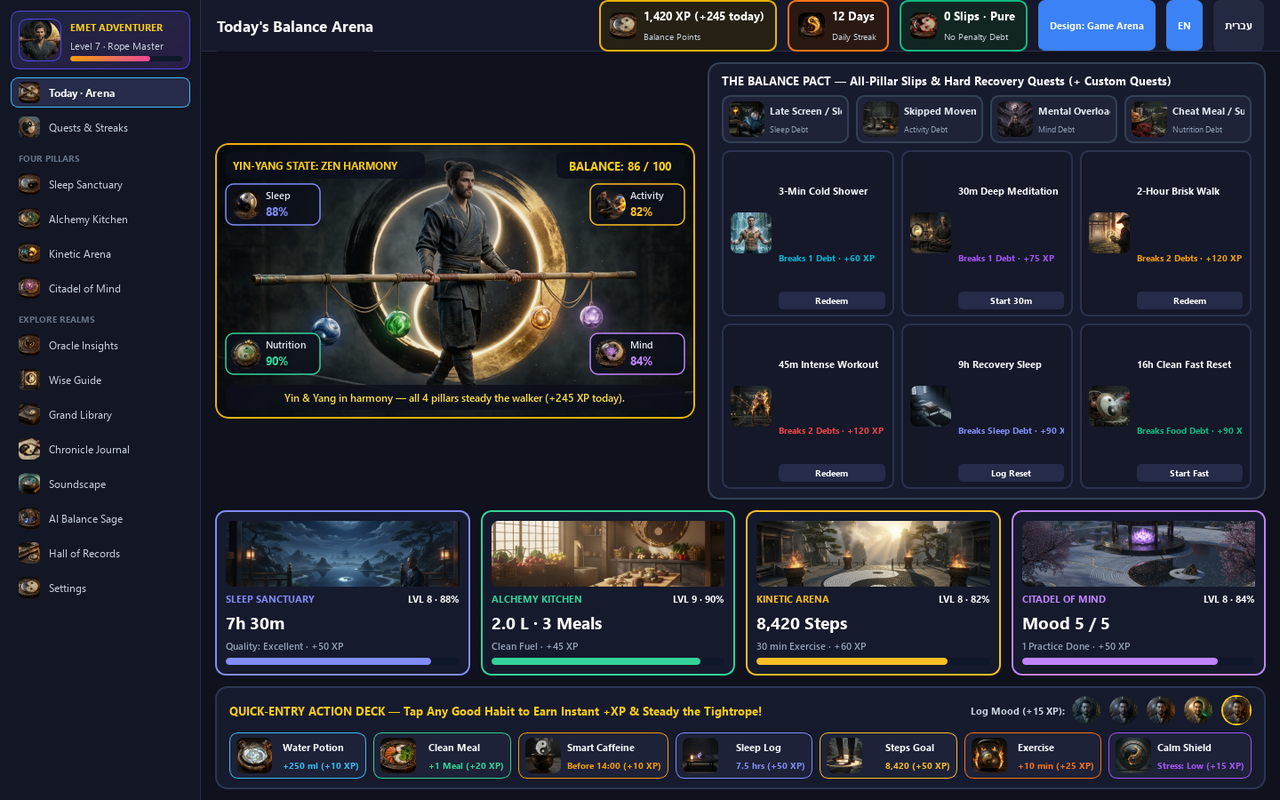 EMET ADVENTURER
Level 7 · Rope Master
Today · Arena
Quests & Streaks
FOUR PILLARS
Sleep Sanctuary
Alchemy Kitchen
Kinetic Arena
Citadel of Mind
EXPLORE REALMS
Oracle Insights
Wise Guide
Grand Library
Chronicle Journal
Soundscape
AI Balance Sage
Hall of Records
Settings
Today's Balance Arena
1,420 XP (+245 today)
Balance Points
12 Days
Daily Streak
0 Slips · Pure
No Penalty Debt
Design: Game Arena
EN
עברית
YIN-YANG STATE: ZEN HARMONY
BALANCE: 86 / 100
Sleep
88%
Activity
82%
Nutrition
90%
Mind
84%
Yin & Yang in harmony — all 4 pillars steady the walker (+245 XP today).
THE BALANCE PACT — All-Pillar Slips & Hard Recovery Quests (+ Custom Quests)
Late Screen / Sl
Sleep Debt
Skipped Movem
Activity Debt
Mental Overloa
Mind Debt
Cheat Meal / Su
Nutrition Debt
3-Min Cold Shower
Breaks 1 Debt · +60 XP
Redeem
30m Deep Meditation
Breaks 1 Debt · +75 XP
Start 30m
2-Hour Brisk Walk
Breaks 2 Debts · +120 XP
Redeem
45m Intense Workout
Breaks 2 Debts · +120 XP
Redeem
9h Recovery Sleep
Breaks Sleep Debt · +90 X
Log Reset
16h Clean Fast Reset
Breaks Food Debt · +90 X
Start Fast
SLEEP SANCTUARY
LVL 8 · 88%
7h 30m
Quality: Excellent · +50 XP
ALCHEMY KITCHEN
LVL 9 · 90%
2.0 L · 3 Meals
Clean Fuel · +45 XP
KINETIC ARENA
LVL 8 · 82%
8,420 Steps
30 min Exercise · +60 XP
CITADEL OF MIND
LVL 8 · 84%
Mood 5 / 5
1 Practice Done · +50 XP
QUICK-ENTRY ACTION DECK — Tap Any Good Habit to Earn Instant +XP & Steady the Tightrope!
Log Mood (+15 XP):
Water Potion
+250 ml (+10 XP)
Clean Meal
+1 Meal (+20 XP)
Smart Caffeine
Before 14:00 (+10 XP)
Sleep Log
7.5 hrs (+50 XP)
Steps Goal
8,420 (+50 XP)
Exercise
+10 min (+25 XP)
Calm Shield
Stress: Low (+15 XP)